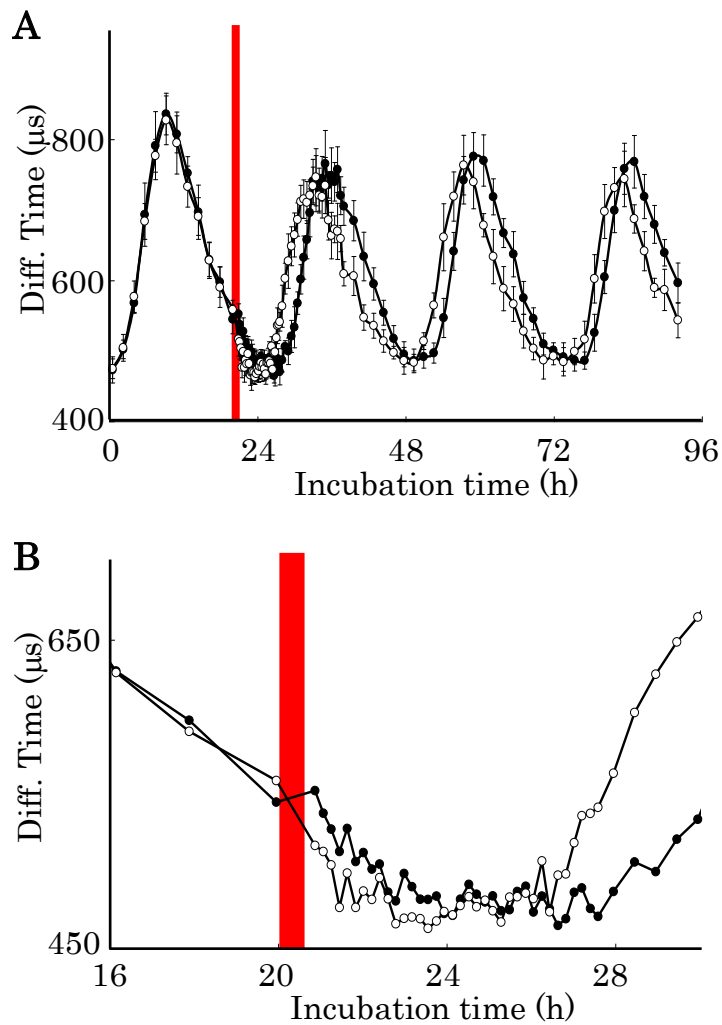 A
Diff. Time (μs)
800
600
400
0 24 48 72 96
Incubation time (h)
B
Diff. Time (μs)
650
450
16 20 24 28
Incubation time (h)